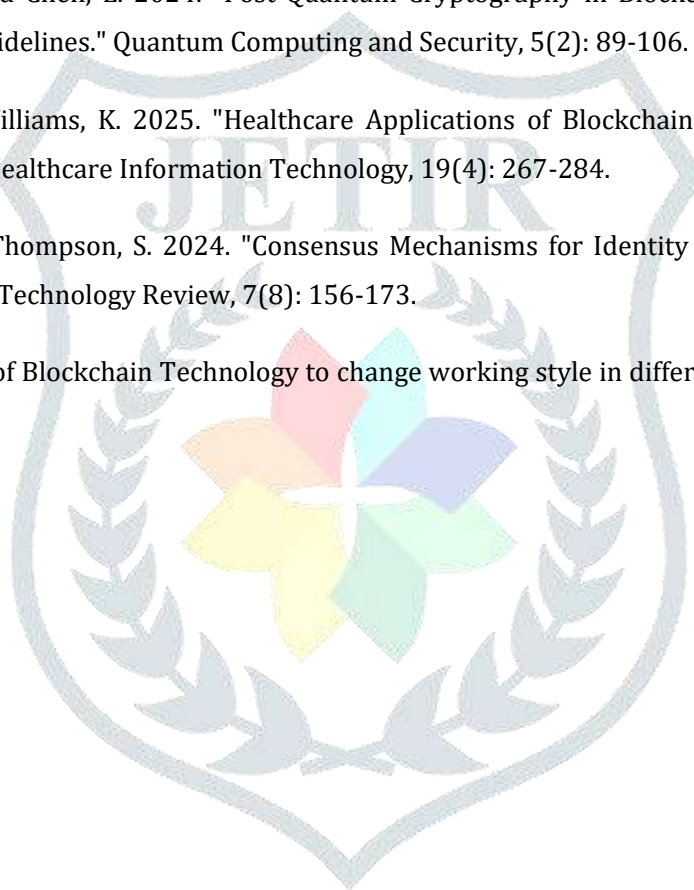 Chen, L. 2024. "Post-Quantum Cryptography in
idelines." Quantum Computing and Security, 5(2): 89-106.
illiams, K. 2025. "Healthcare Applications of Blockchain
ealthcare Information Technology, 19(4): 267-284.
JETIR
Thompson, S. 2024. "Consensus Mechanisms for Identity
Technology Review, 7(8): 156-173.
of Blockchain Technology to change working style in differ